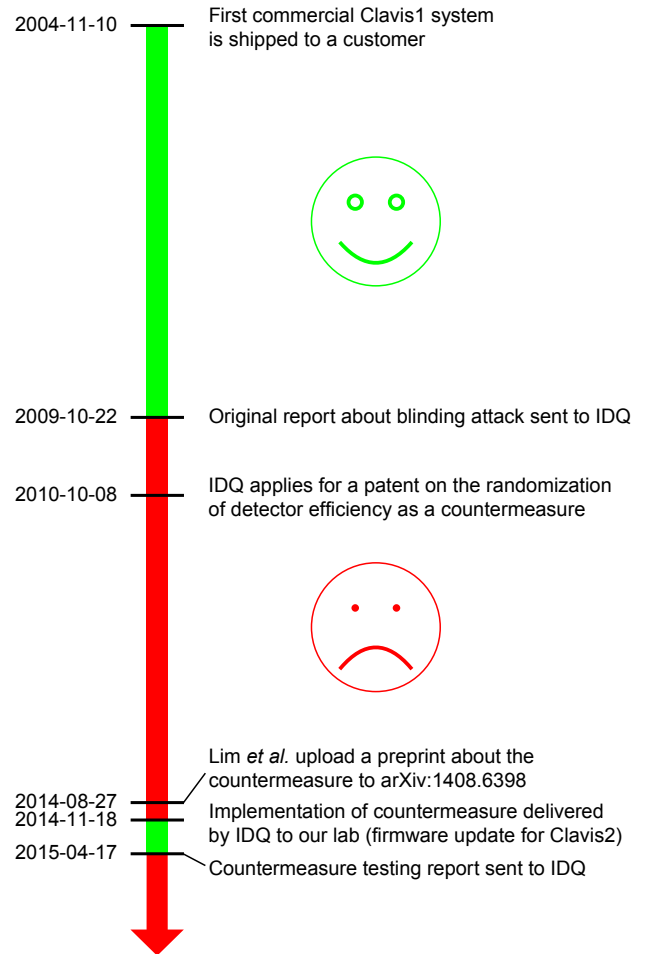 2004-11-10
First commercial Clavis1 system
is shipped to a customer
2009-10-22
Original report about blinding attack sent to IDQ
2010-10-08
IDQ applies for a patent on the randomization
of detector efficiency as a countermeasure
2014-08-27
Lim et al. upload a preprint about the
countermeasure to arXiv:1408.6398
2014-11-18
Implementation of countermeasure delivered
by IDQ to our lab (firmware update for Clavis2)
2015-04-17
Countermeasure testing report sent to IDQ